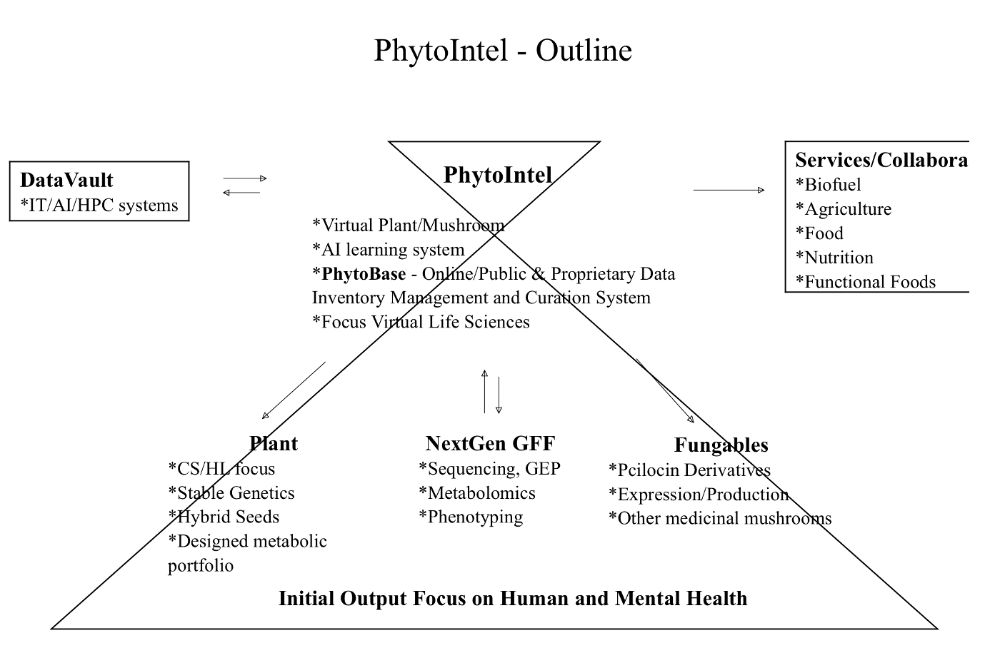 PhytoIntel - Outline
DataVault
*IT/AI/HPC systems
PhytoIntel
*Virtual Plant/Mushroom
*AI learning system
*PhytoBase - Online/Public & Proprietary Data
Inventory Management and Curation System
*Focus Virtual Life Sciences
Services/Collabora
*Biofuel
*Agriculture
*Food
*Nutrition
*Functional Foods
Plant
*CS/HL focus
*Stable Genetics
*Hybrid Seeds
*Designed metabolic
portfolio
NextGen GFF
*Sequencing, GEP
*Metabolomics
*Phenotyping
Fungables
*Pcilocin Derivatives
*Expression/Production
*Other medicinal mushrooms
Initial Output Focus on Human and Mental Health